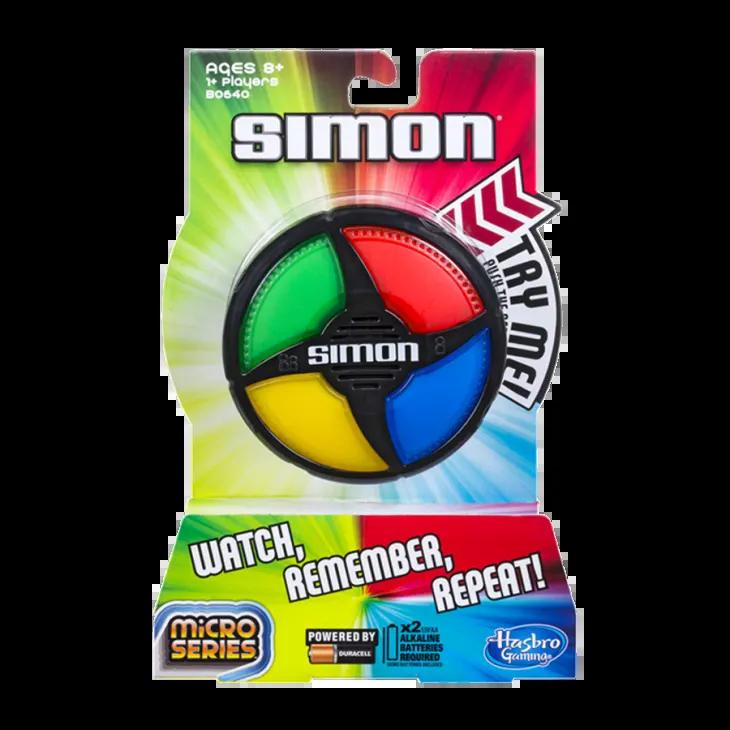 AGES 8+
1+ Players
B0640
SIMON
TRY ME!
SIMON
WATCH,
REMEMBER,
REPEAT!
MICRO
SERIES
POWERED BY
DURACELL
x2
ALKALINE
BATTERIES
REQUIRED
Hasbro
Gaming